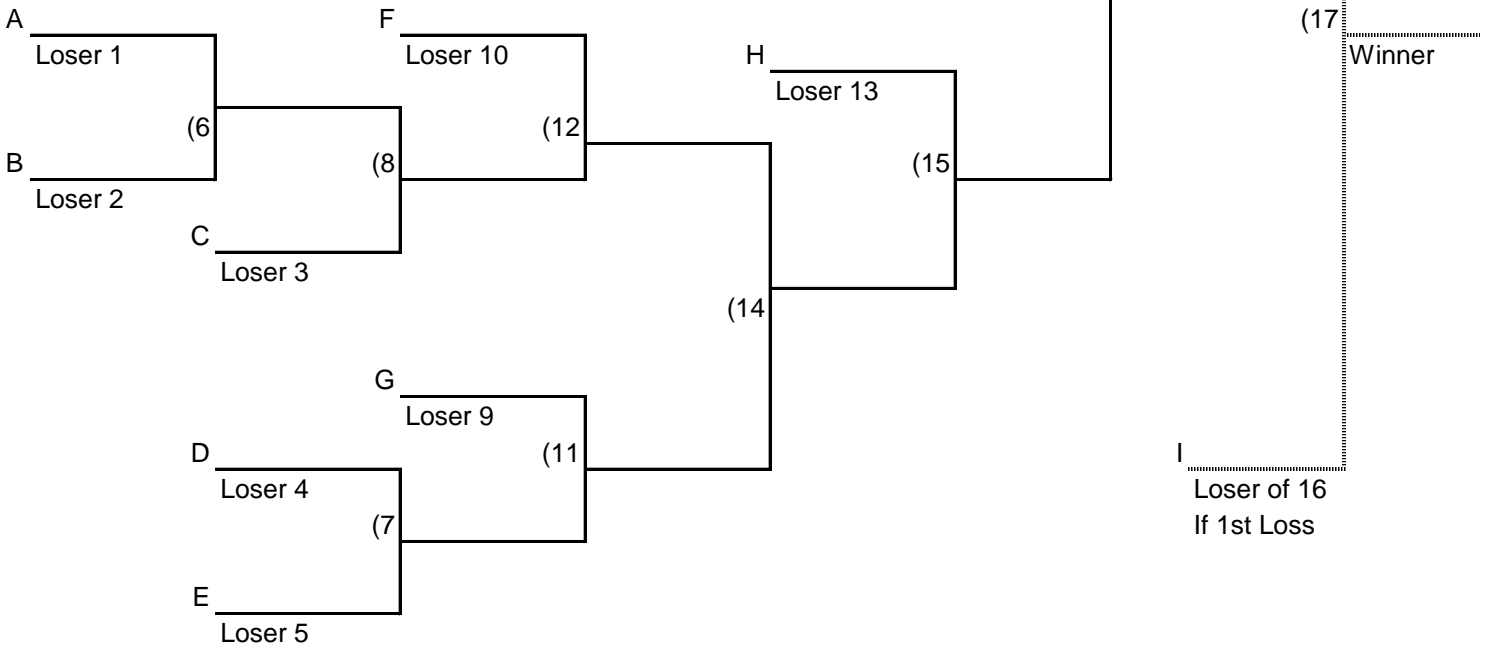 A
F
(17
Loser 1
Loser 10
H
Winner
Loser 13
(6
(12
B
(8
(15
Loser 2
C
Loser 3
(14
G
Loser 9
D
(11
I
Loser 4
Loser of 16
(7
If 1st Loss
E
Loser 5